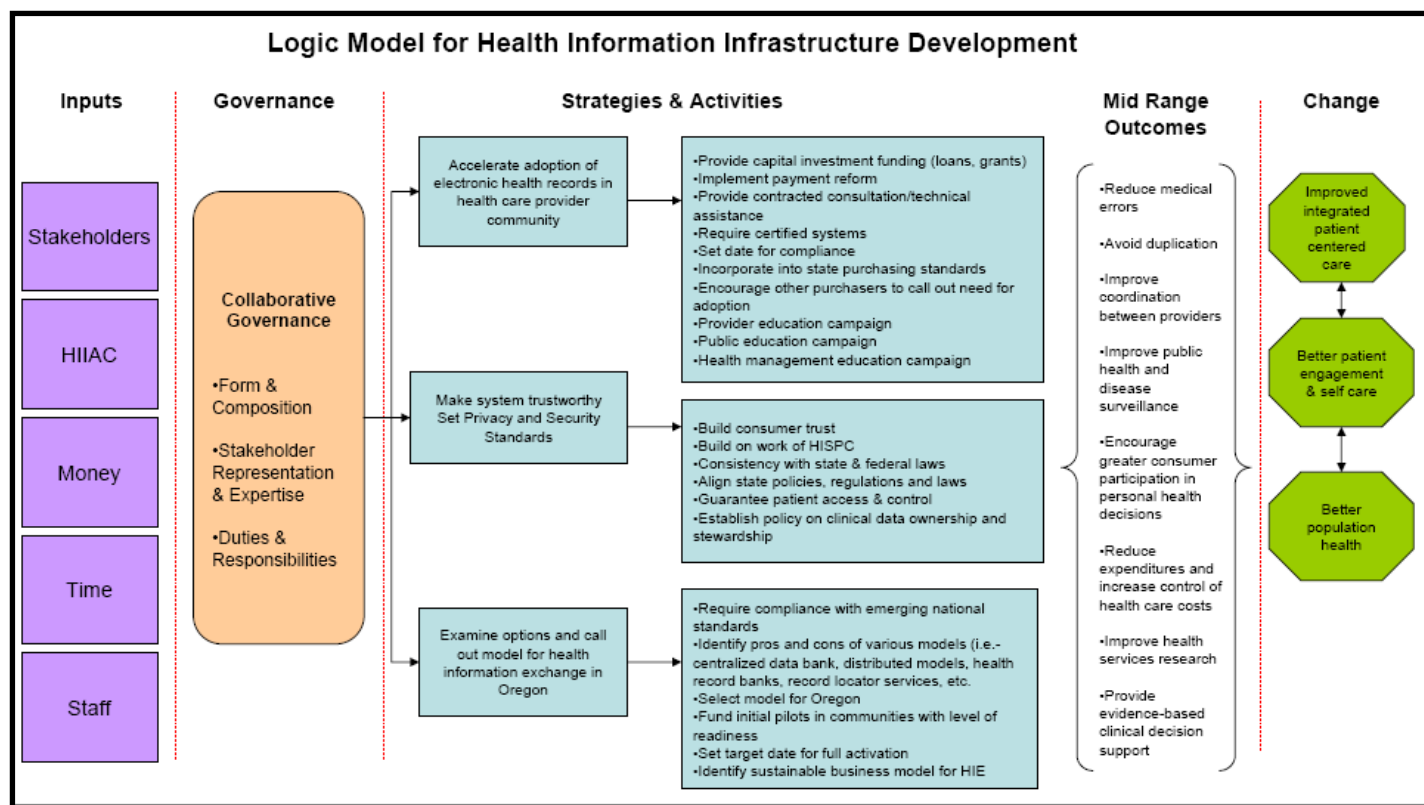 Logic Model for Health Information Infrastructure Development
Inputs
Governance
Strategies & Activities
Mid Range
Outcomes
Change
Stakeholders
HIIAC
Money
Time
Staff
Collaborative
Governance
•Form &
Composition
•Stakeholder
Representation
& Expertise
•Duties &
Responsibilities
Accelerate adoption of
electronic health records in
health care provider
community
•Provide capital investment funding (loans, grants)
•Implement payment reform
•Provide contracted consultation/technical
assistance
•Require certified systems
•Set date for compliance
•Incorporate into state purchasing standards
•Encourage other purchasers to call out need for
adoption
•Provider education campaign
•Public education campaign
•Health management education campaign
Make system trustworthy
Set Privacy and Security
Standards
•Build consumer trust
•Build on work of HISPC
•Consistency with state & federal laws
•Align state policies, regulations and laws
•Guarantee patient access & control
•Establish policy on clinical data ownership and
stewardship
Examine options and call
out model for health
information exchange in
Oregon
•Require compliance with emerging national
standards
•Identify pros and cons of various models (i.e.-
centralized data bank, distributed models, health
record banks, record locator services, etc.
•Select model for Oregon
•Fund initial pilots in communities with level of
readiness
•Set target date for full activation
•Identify sustainable business model for HIE
•Reduce medical
errors
•Avoid duplication
•Improve
coordination
between providers
•Improve public
health and
disease
surveillance
•Encourage
greater consumer
participation in
personal health
decisions
•Reduce
expenditures and
increase control of
health care costs
•Improve health
services research
•Provide
evidence-based
clinical decision
support
Improved
integrated
patient
centered
care
Better patient
engagement
& self care
Better
population
health